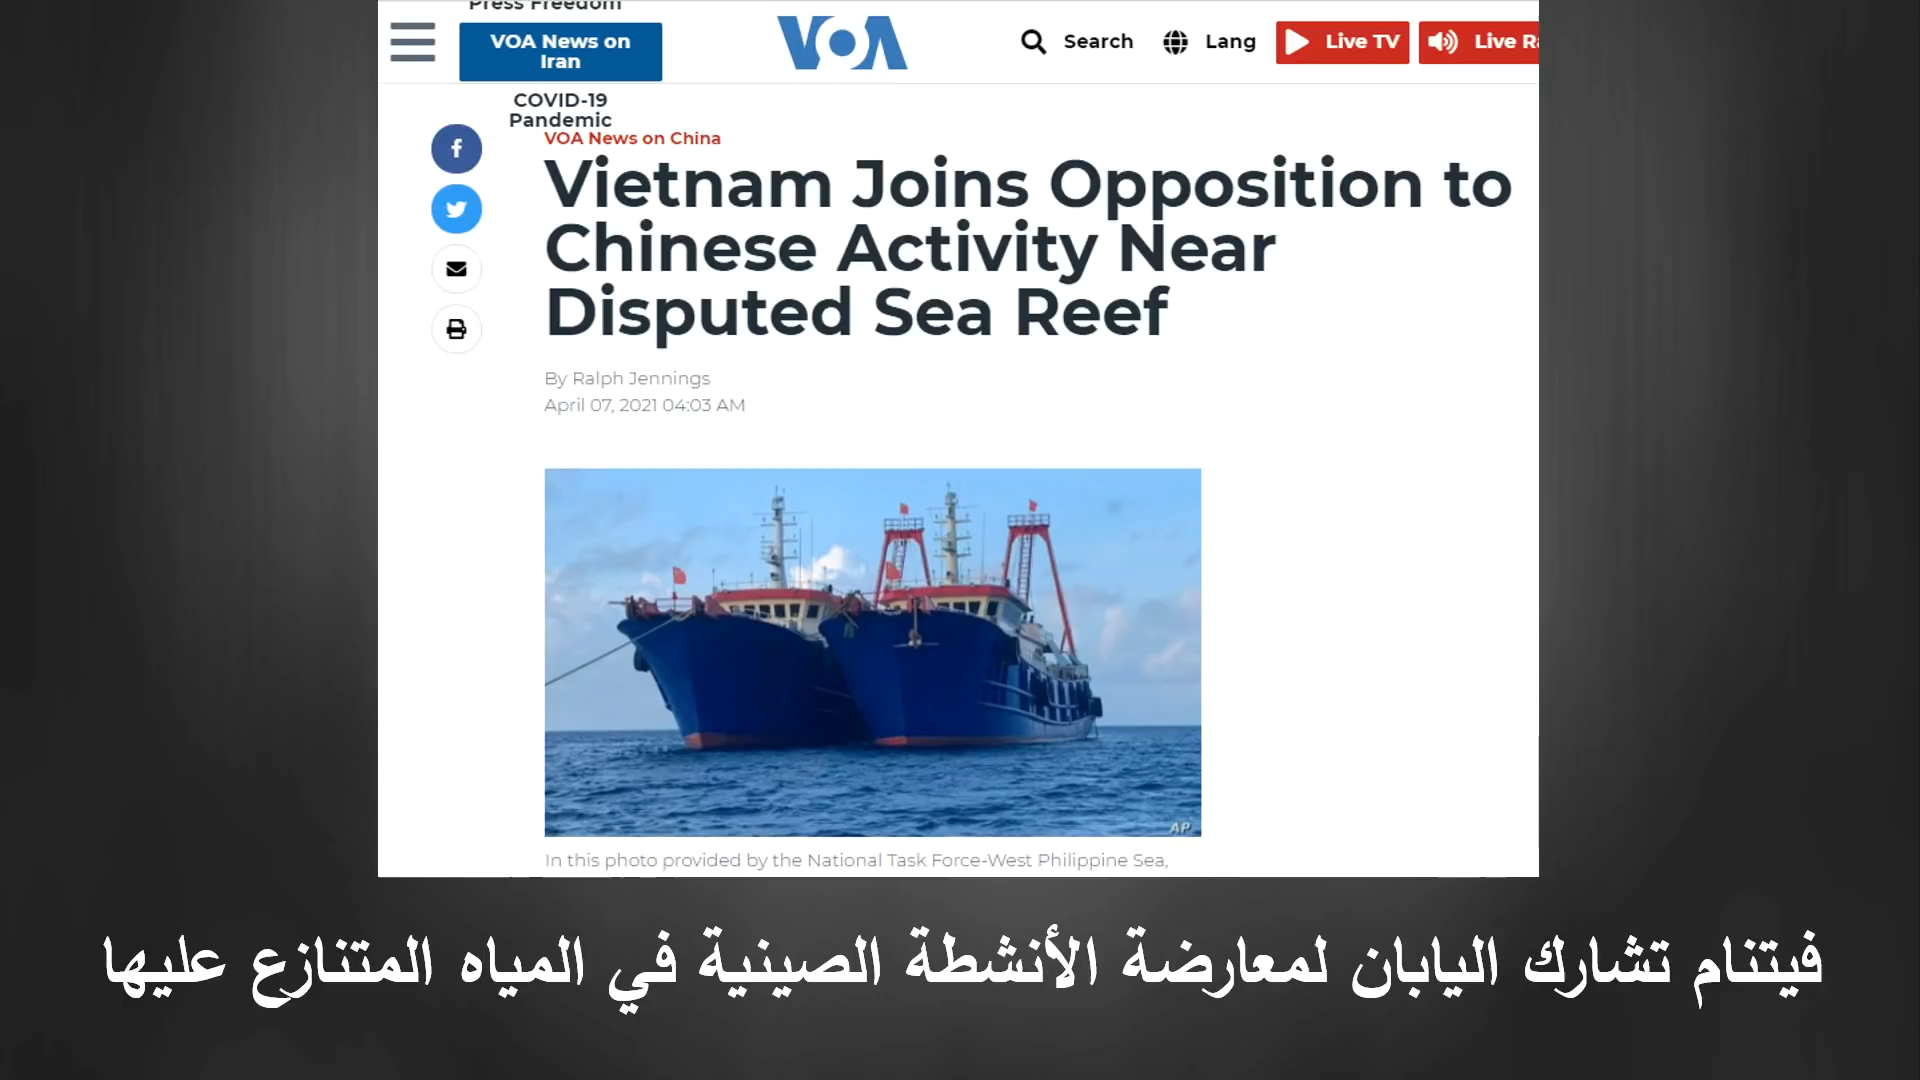 Press Freedom
VOA News on
Iran
VOA
Search
Lang
Live TV
Live R
COVID-19
Pandemic
VOA News on China
Vietnam Joins Opposition to
Chinese Activity Near
Disputed Sea Reef
By Ralph Jennings
April 07, 2021 04:03 AM
AP
In this photo provided by the National Task Force-West Philippine Sea,
فيتنام تشارك اليابان لمعارضة الأنشطة الصينية في المياه المتنازع عليها